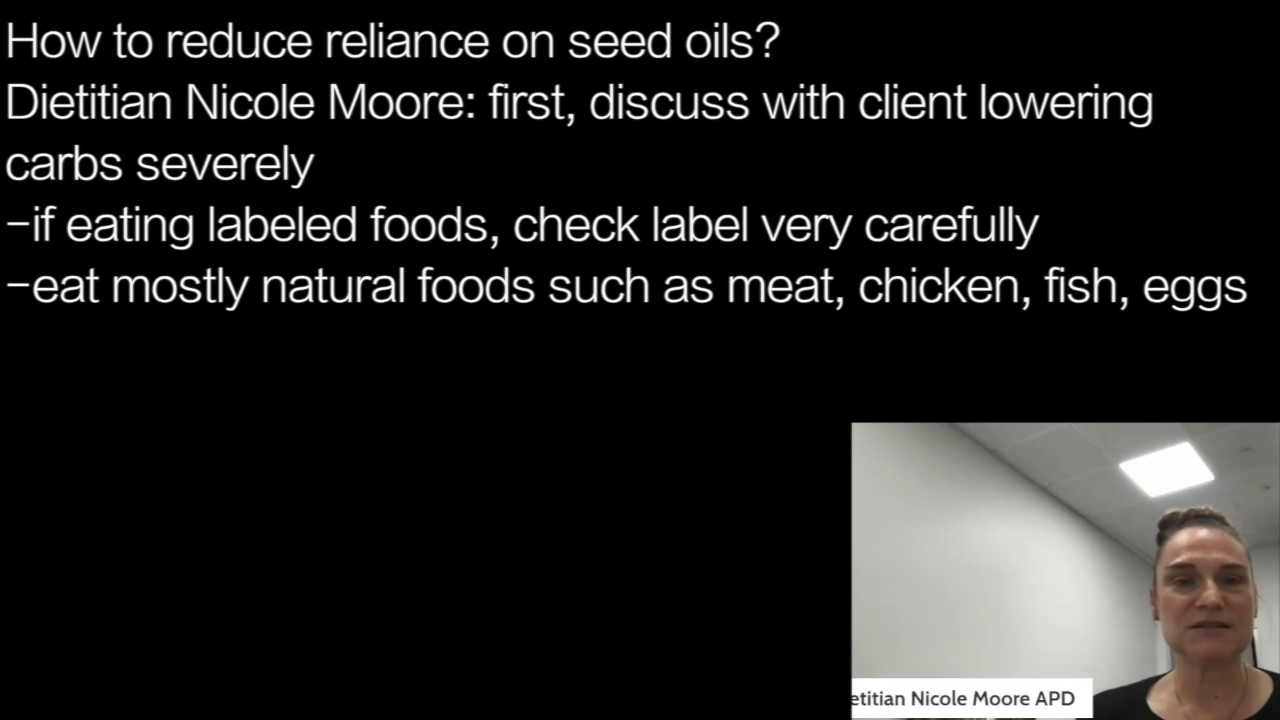 How to reduce reliance on seed oils?
Dietitian Nicole Moore: first, discuss with client lowering
carbs severely
-if eating labeled foods, check label very carefully
-eat mostly natural foods such as meat, chicken, fish, eggs
etitian Nicole Moore APD